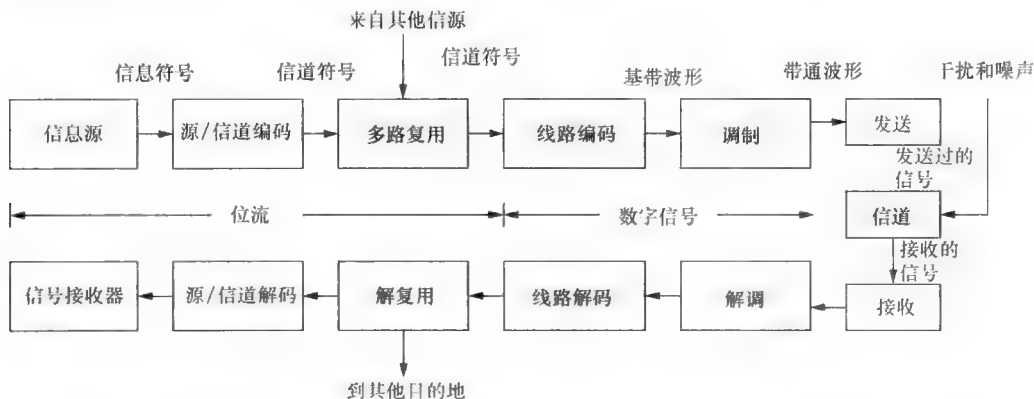 来自其他信源
信息符号
信道符号
信道符号
基带波形
带通波形
干扰和噪声
信息源
源/信道编码
多路复用
线路编码
调制
发送
发送过的
信号
位流
数字信号
信道
接收的
信号
信号接收器
源/信道解码
解复用
线路解码
解调
接收
到其他目的地